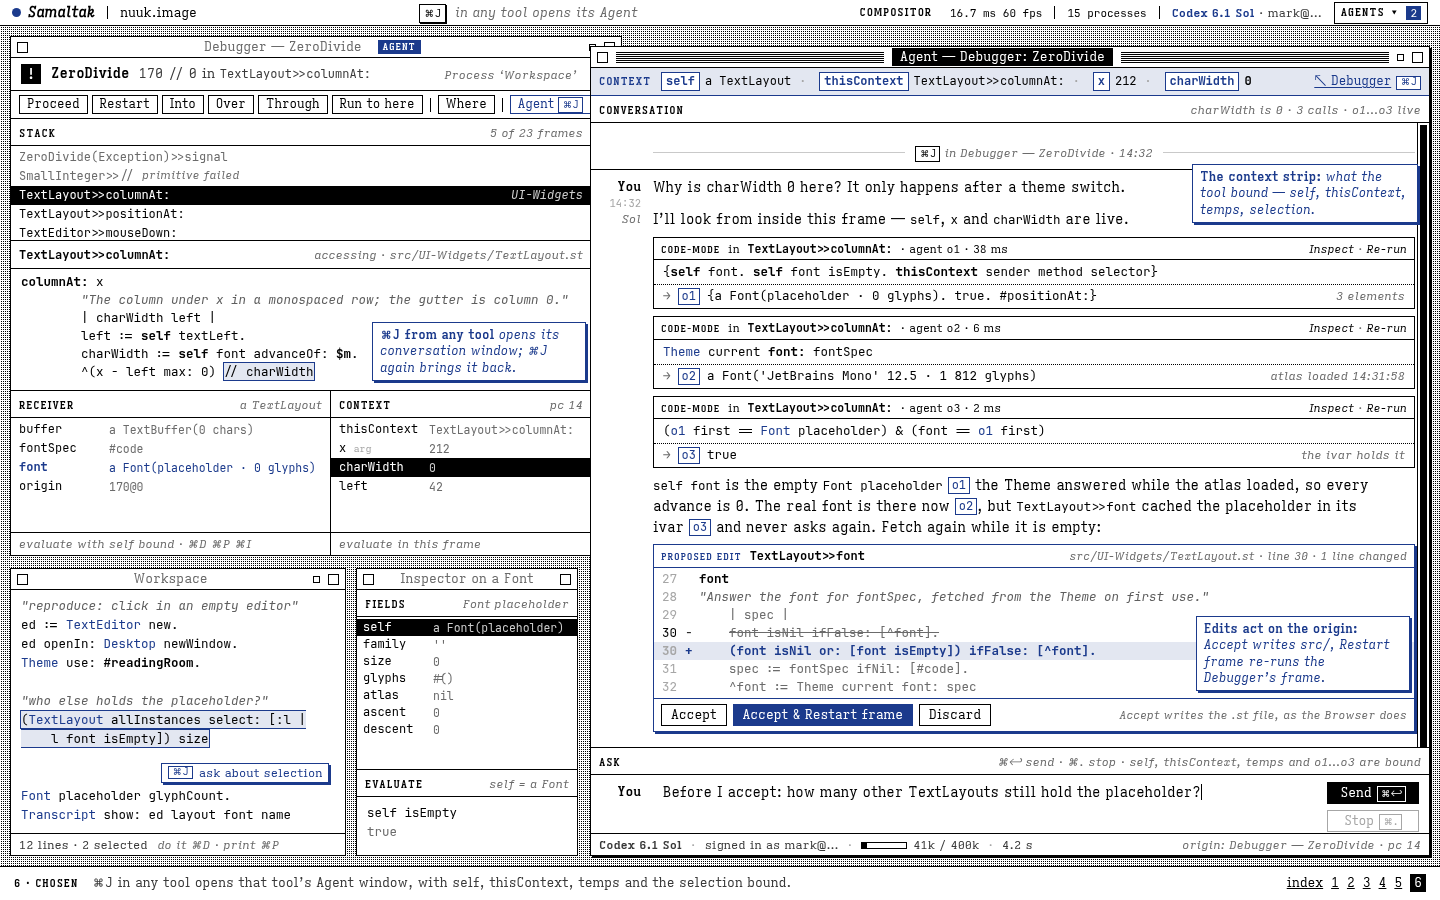 Samaltak | nuuk.image
⌘J in any tool opens its Agent
COMPOSITOR 16.7 ms 60 fps | 15 processes | Codex 6.1 Sol · mark@… AGENTS ▾ 2
Debugger — ZeroDivide AGENT
! ZeroDivide 170 // 0 in TextLayout>>columnAt: Process ‘Workspace’
Proceed Restart Into Over Through Run to here | Where | Agent ⌘J
STACK 5 of 23 frames
ZeroDivide(Exception)>>signal
SmallInteger>>// primitive failed
TextLayout>>columnAt: UI-Widgets
TextLayout>>positionAt:
TextEditor>>mouseDown:
TextLayout>>columnAt: accessing · src/UI-Widgets/TextLayout.st
columnAt: x
"The column under x in a monospaced row; the gutter is column 0."
| charWidth left |
left := self textLeft.
charWidth := self font advanceOf: $m.
^(x - left max: 0) // charWidth
⌘J from any tool opens its
conversation window; ⌘J
again brings it back.
RECEIVER a TextLayout
buffer a TextBuffer(0 chars)
fontSpec #code
font a Font(placeholder · 0 glyphs)
origin 170@0
evaluate with self bound · ⌘D ⌘P ⌘I
CONTEXT pc 14
thisContext TextLayout>>columnAt:
x arg 212
charWidth 0
left 42
evaluate in this frame
Workspace
"reproduce: click in an empty editor"
ed := TextEditor new.
ed openIn: Desktop newWindow.
Theme use: #readingRoom.
"who else holds the placeholder?"
(TextLayout allInstances select: [:l |
l font isEmpty]) size
⌘J ask about selection
Font placeholder glyphCount.
Transcript show: ed layout font name
12 lines · 2 selected do it ⌘D · print ⌘P
Inspector on a Font
FIELDS Font placeholder
self a Font(placeholder)
family ''
size 0
glyphs #()
atlas nil
ascent 0
descent 0
EVALUATE self = a Font
self isEmpty
true
Agent — Debugger: ZeroDivide
CONTEXT self a TextLayout · thisContext TextLayout>>columnAt: · x 212 · charWidth 0 ↖ Debugger ⌘J
CONVERSATION charWidth is 0 · 3 calls · o1…o3 live
⌘J in Debugger — ZeroDivide · 14:32
You Why is charWidth 0 here? It only happens after a theme switch.
14:32
Sol I’ll look from inside this frame — self, x and charWidth are live.
The context strip: what the
tool bound — self, thisContext,
temps, selection.
CODE-MODE in TextLayout>>columnAt: · agent o1 · 38 ms Inspect · Re-run
{self font. self font isEmpty. thisContext sender method selector}
→ o1 {a Font(placeholder · 0 glyphs). true. #positionAt:} 3 elements
CODE-MODE in TextLayout>>columnAt: · agent o2 · 6 ms Inspect · Re-run
Theme current font: fontSpec
→ o2 a Font('JetBrains Mono' 12.5 · 1 812 glyphs) atlas loaded 14:31:58
CODE-MODE in TextLayout>>columnAt: · agent o3 · 2 ms Inspect · Re-run
(o1 first == Font placeholder) & (font == o1 first)
→ o3 true the ivar holds it
self font is the empty Font placeholder o1 the Theme answered while the atlas loaded, so every
advance is 0. The real font is there now o2, but TextLayout>>font cached the placeholder in its
ivar o3 and never asks again. Fetch again while it is empty:
PROPOSED EDIT TextLayout>>font src/UI-Widgets/TextLayout.st · line 30 · 1 line changed
27 font
28 "Answer the font for fontSpec, fetched from the Theme on first use."
29 | spec |
30 - font isNil ifFalse: [^font].
30 + (font isNil or: [font isEmpty]) ifFalse: [^font].
31 spec := fontSpec ifNil: [#code].
32 ^font := Theme current font: spec
Edits act on the origin:
Accept writes src/, Restart
frame re-runs the
Debugger’s frame.
Accept Accept & Restart frame Discard Accept writes the .st file, as the Browser does
ASK ⌘↩ send · ⌘. stop · self, thisContext, temps and o1…o3 are bound
You Before I accept: how many other TextLayouts still hold the placeholder?
Send ⌘↩
Stop ⌘.
Codex 6.1 Sol · signed in as mark@… · 41k / 400k · 4.2 s origin: Debugger — ZeroDivide · pc 14
6 · CHOSEN ⌘J in any tool opens that tool’s Agent window, with self, thisContext, temps and the selection bound.
index 1 2 3 4 5 6